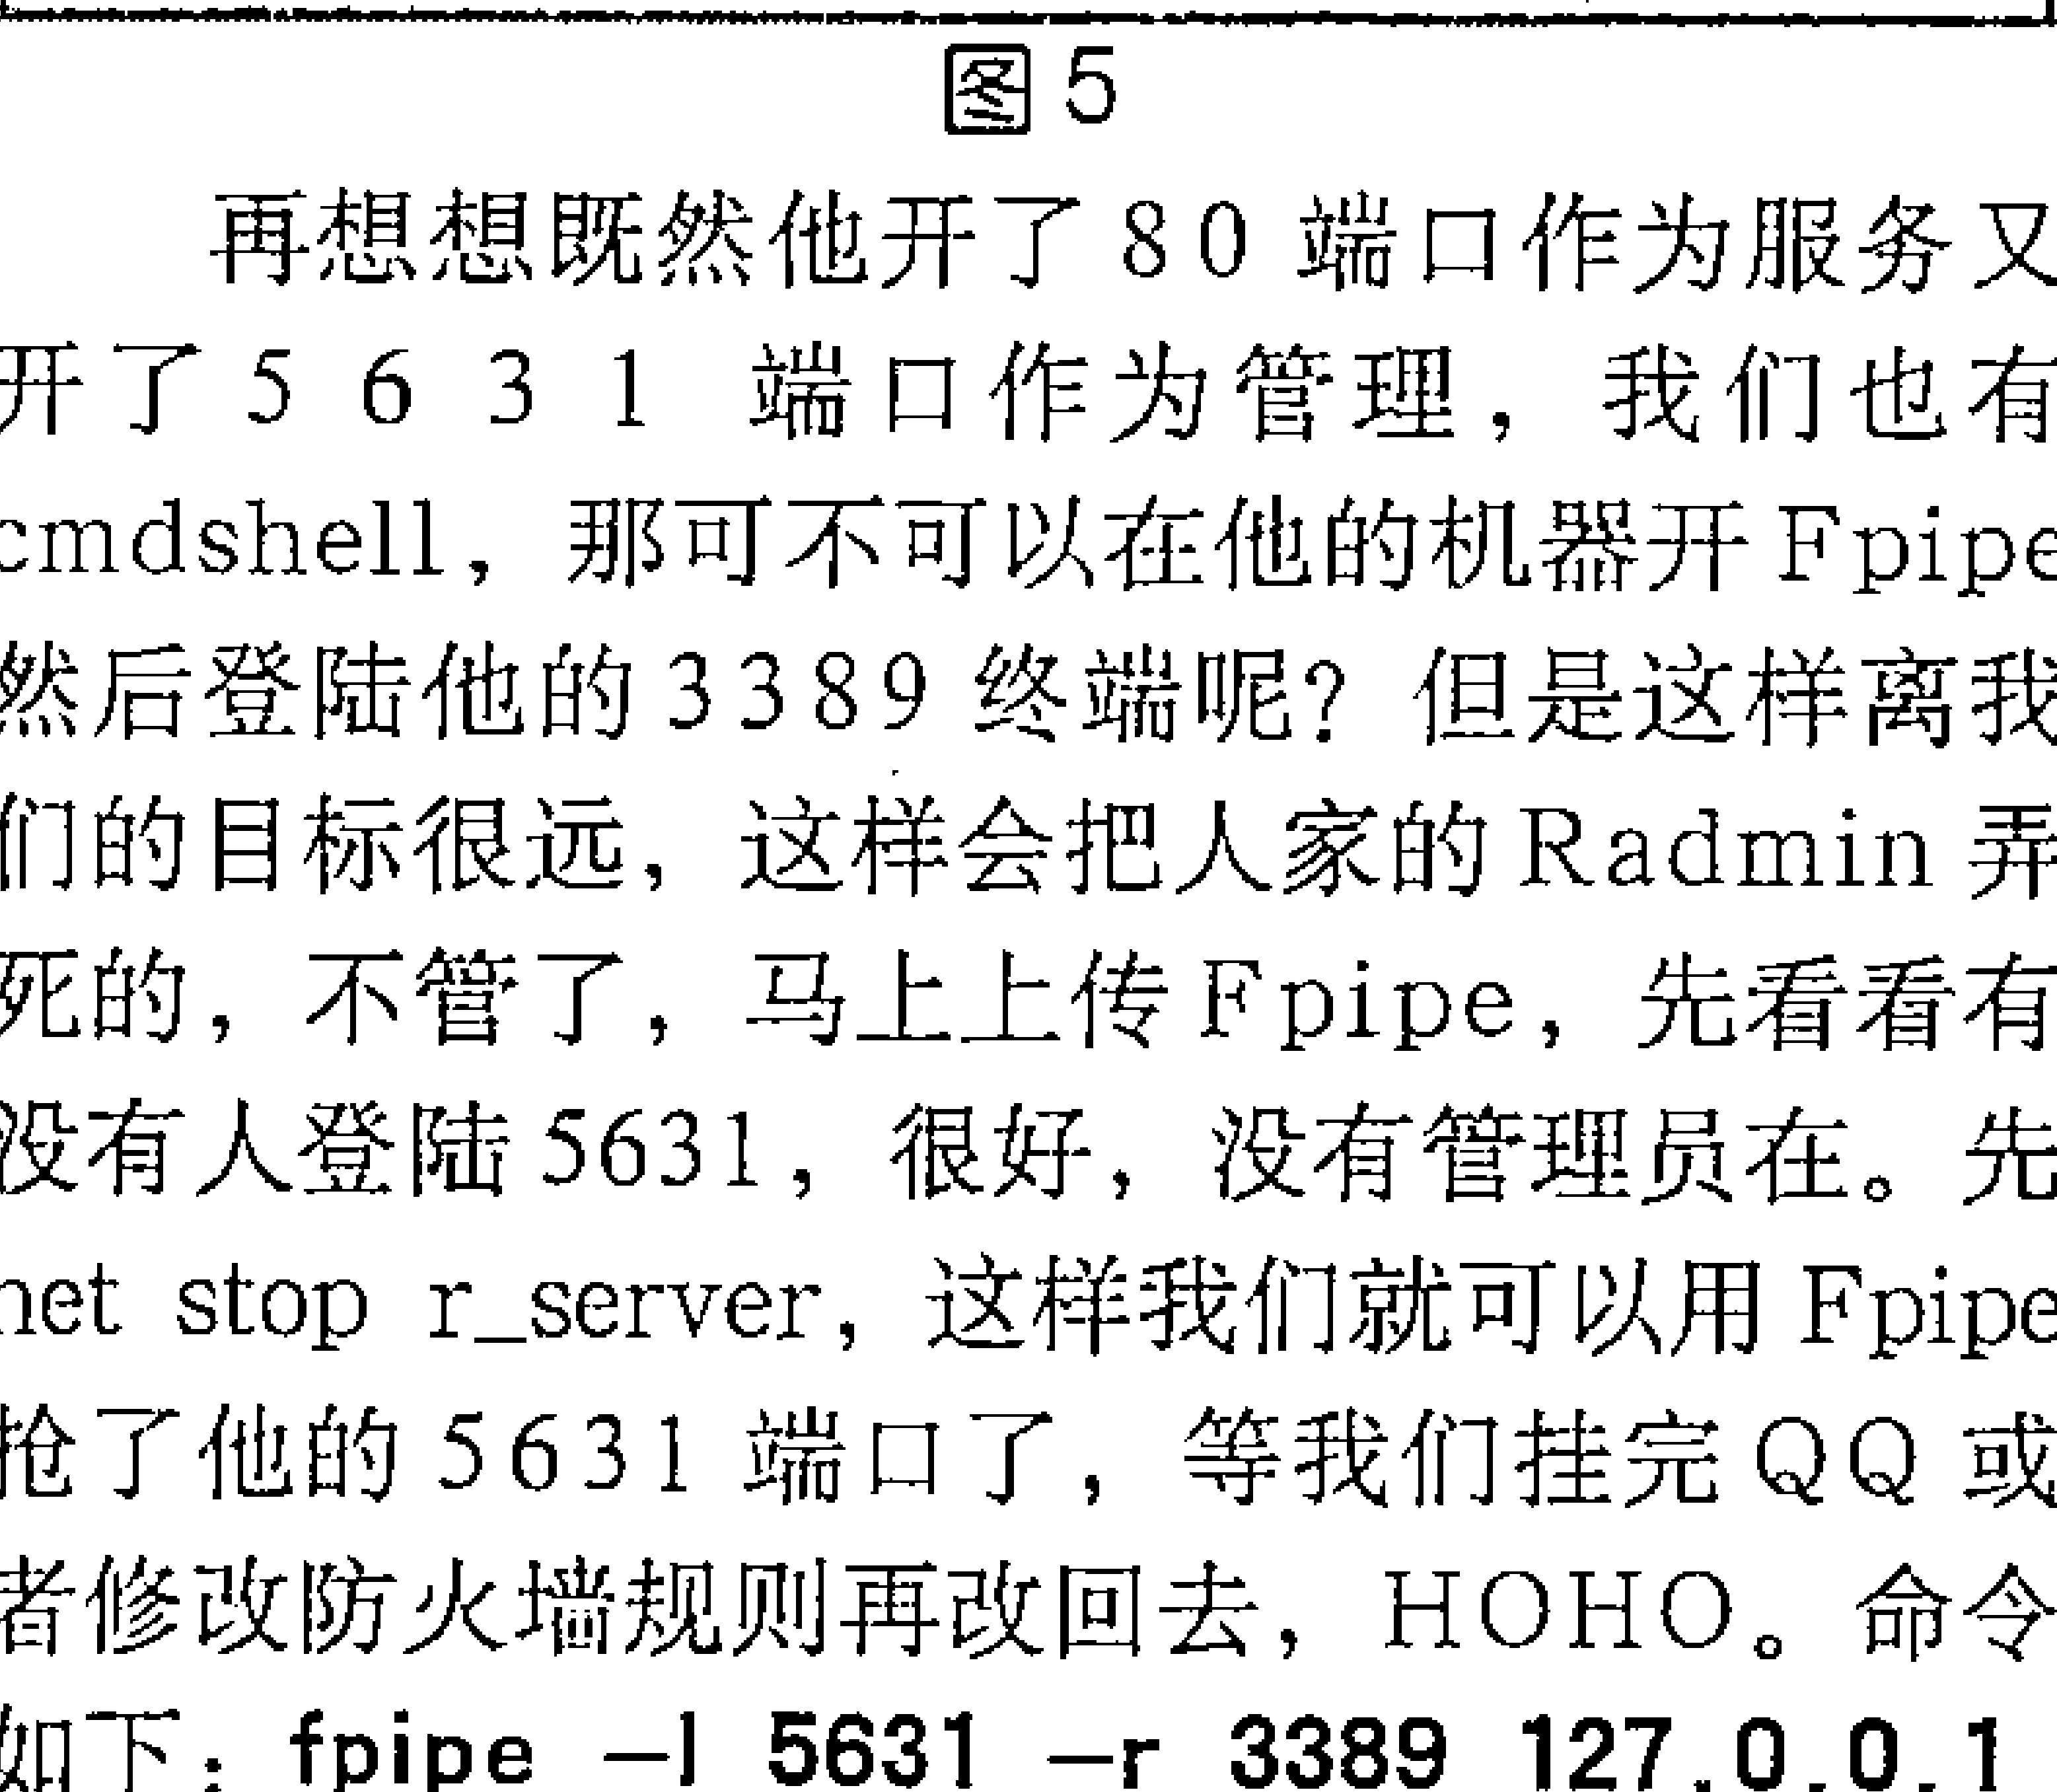 图5
再想想既然他开了80端口作为服务又
开了5631端口作为管理，我们也有
cmdshell，那可不可以在他的机器开Fpipe
然后登陆他的3389终端呢？但是这样离我
们的目标很远，这样会把人家的Radmin弄
死的，不管了，马上上传Fpipe，先看看有
没有人登陆5631，很好，没有管理员在。先
net stop r_server，这样我们就可以用Fpipe
抢了他的5631端口了，等我们挂完QQ或
者修改防火墙规则再改回去，HOHO。命令
如下：fpipe -l 5631 -r 3389 127.0.0.1